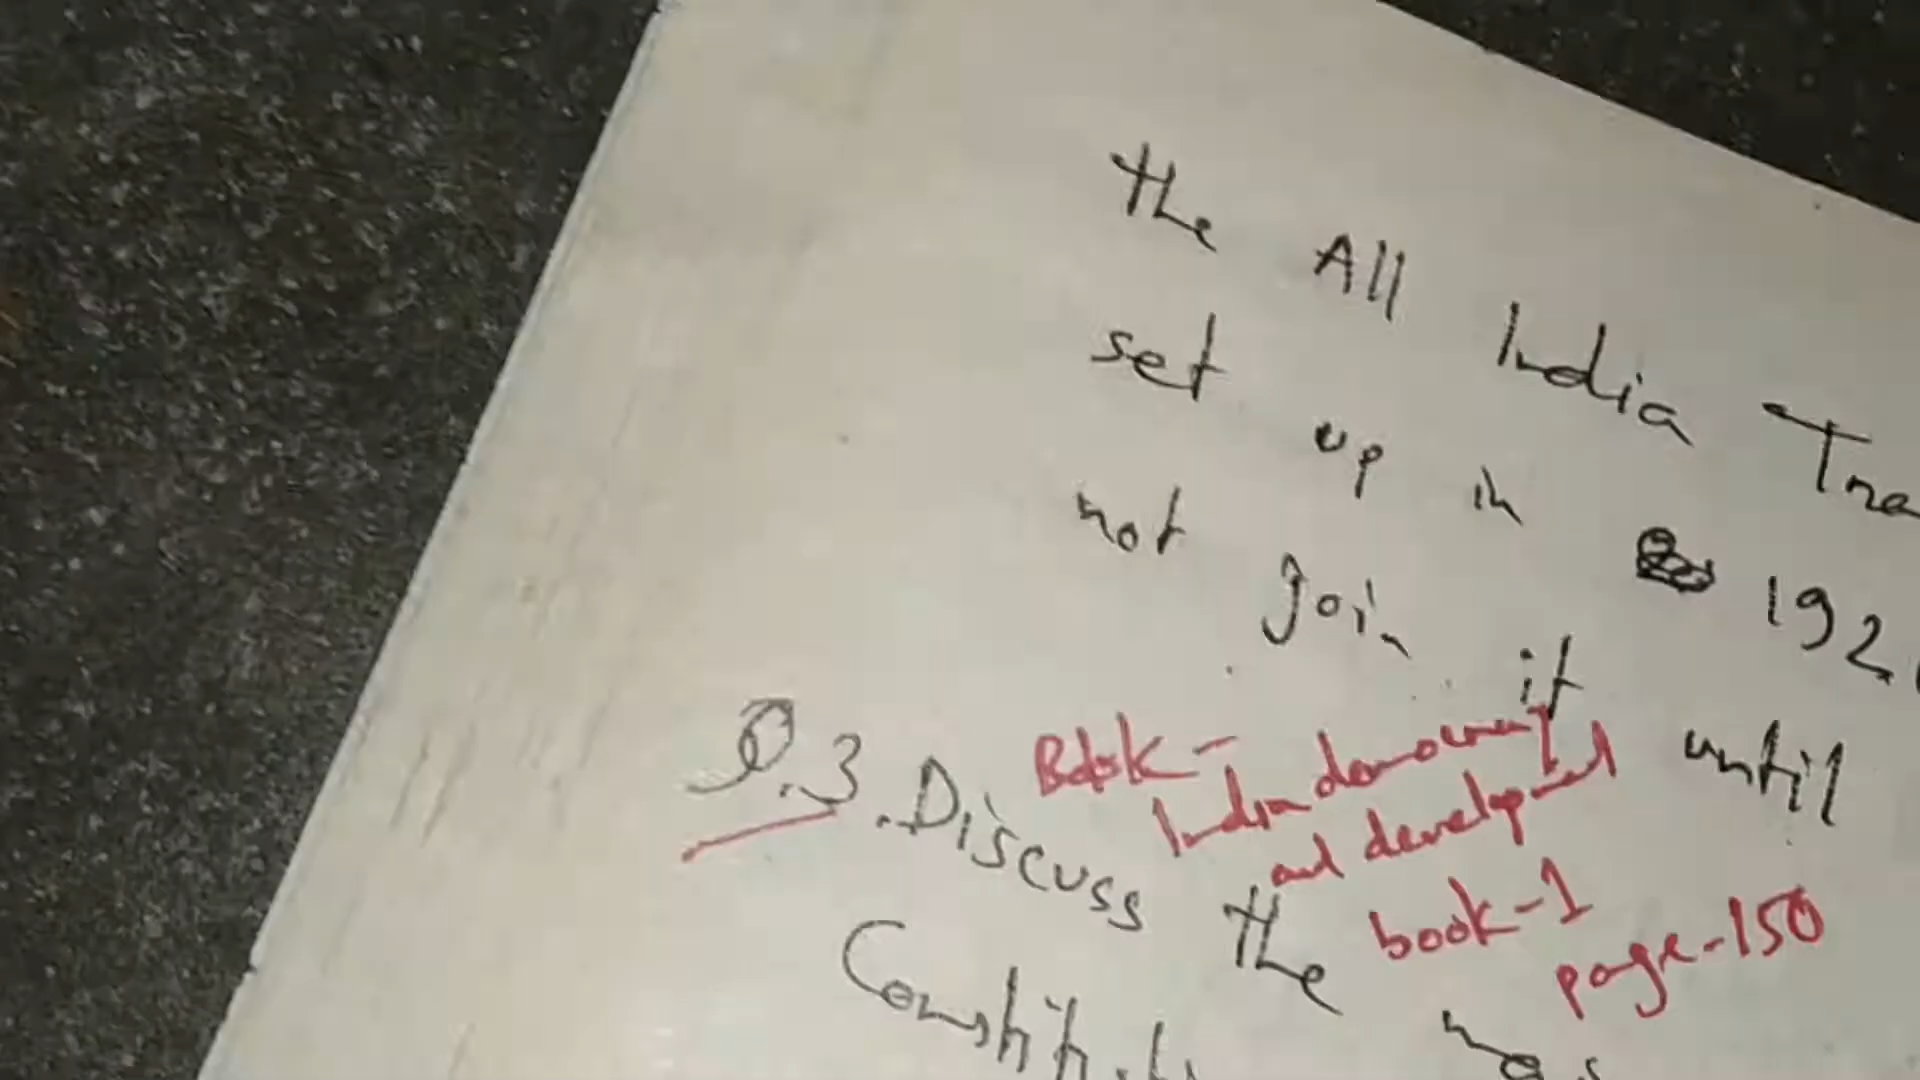 the All India Tra
set up in 192
not join it until
Q.3. Discuss the
Book-
India democracy
and development
book-1
page-150